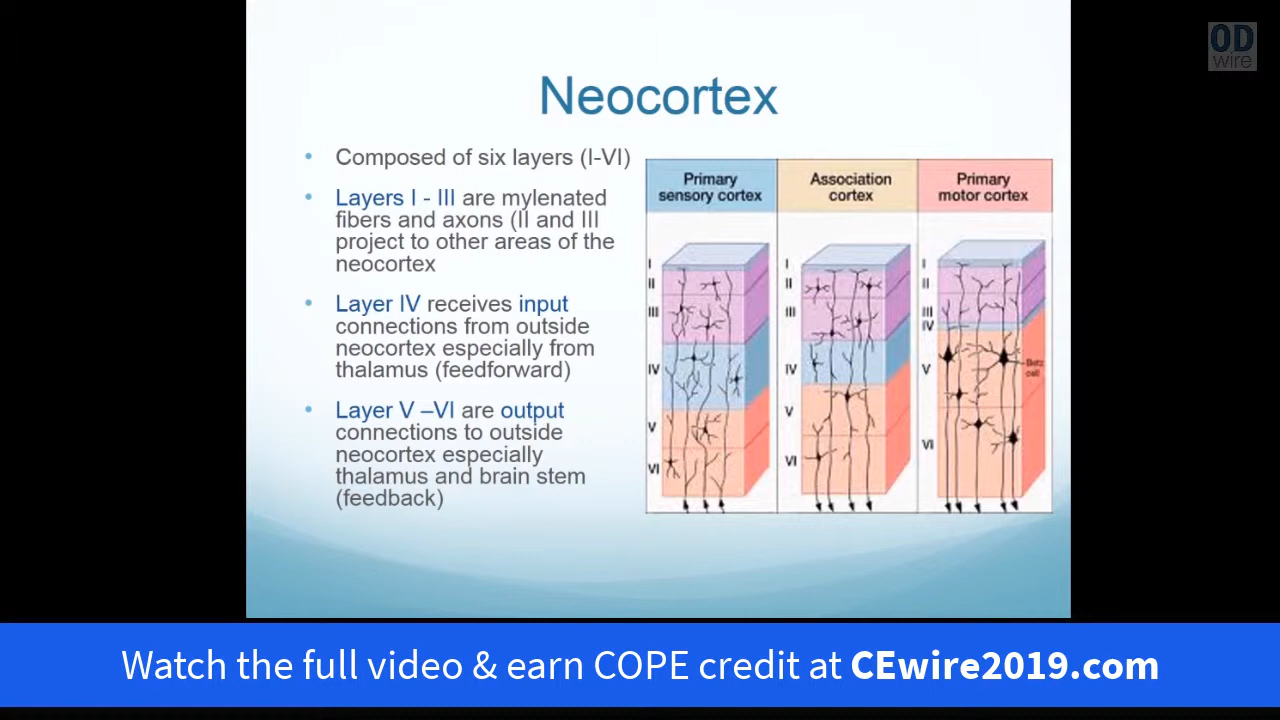 OD
wire
Neocortex
• Composed of six layers (I-VI)
• Layers I - III are mylenated
fibers and axons (II and III
project to other areas of the
neocortex
• Layer IV receives input
connections from outside
neocortex especially from
thalamus (feedforward)
• Layer V –VI are output
connections to outside
neocortex especially
thalamus and brain stem
(feedback)
Primary
sensory cortex
I
II
III
IV
V
VI
Association
cortex
I
II
III
IV
V
VI
Primary
motor cortex
I
II
III
IV
V
VI
Betz
cell
Watch the full video & earn COPE credit at CEwire2019.com